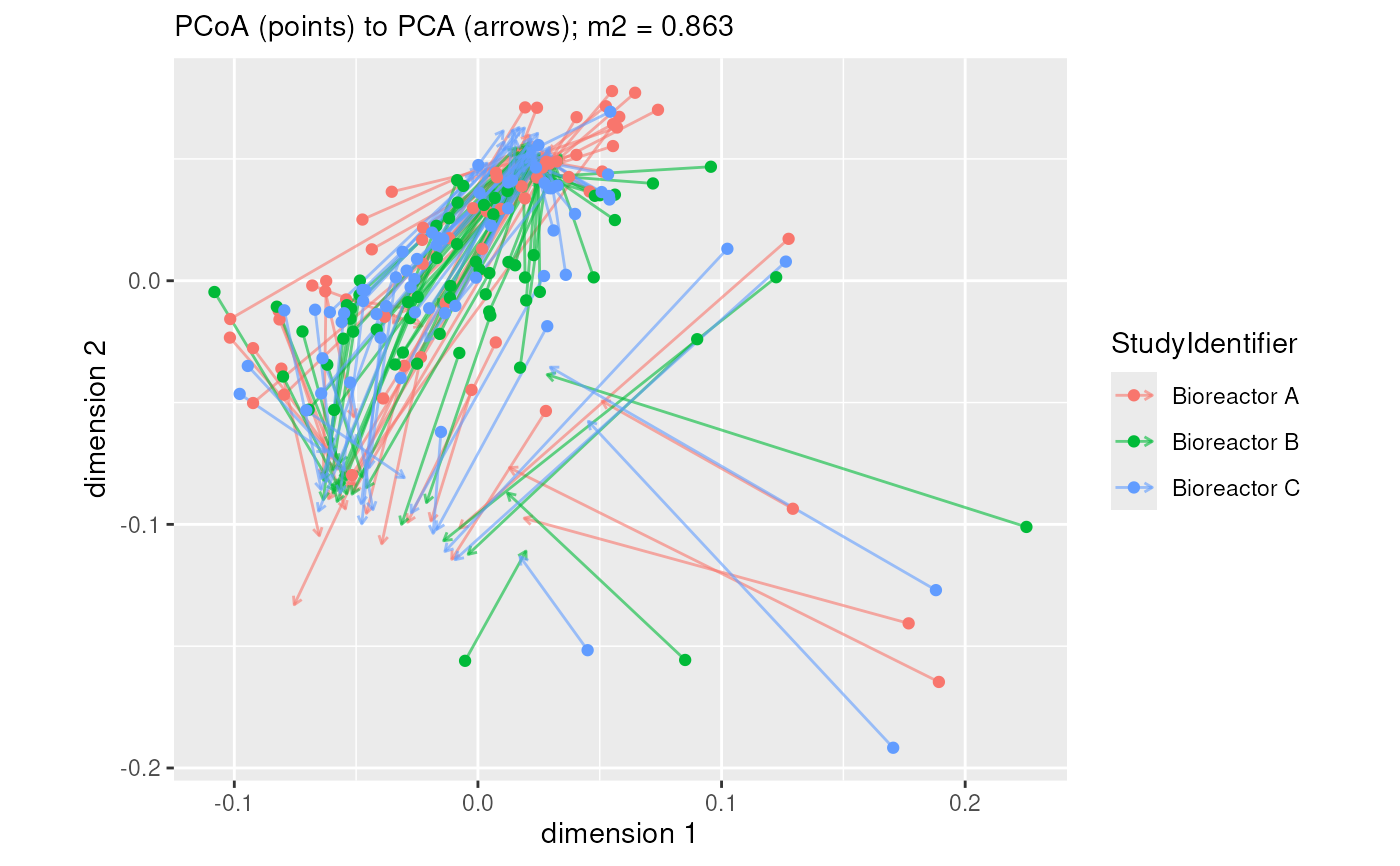 PCoA (points) to PCA (arrows); m2 = 0.863
dimension 2
0.0
-0.1
-0.2
-0.1
0.0
0.1
0.2
dimension 1
StudyIdentifier
Bioreactor A
Bioreactor B
Bioreactor C